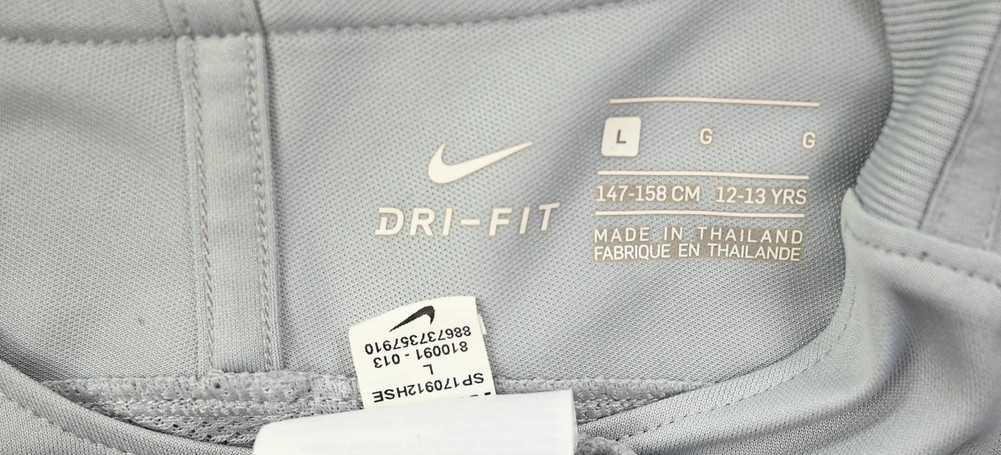 L G G
147-158 CM 12-13 YRS
DRI-FIT
MADE IN THAILAND
FABRIQUE EN THAILANDE
SP170912HSE
L
810091 - 013
886737357910